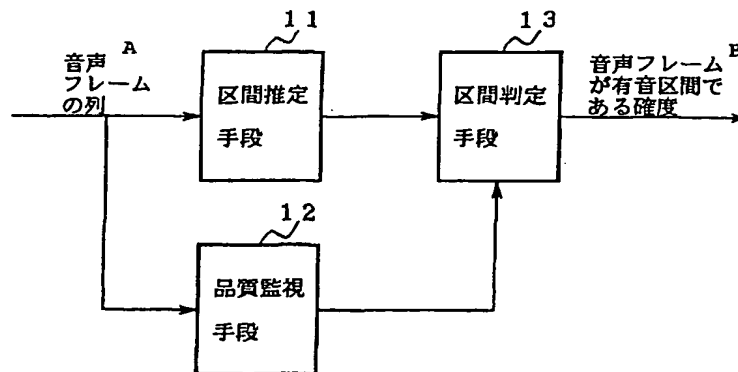 11
13
A
音声
フレーム
の列
区間推定
手段
区間判定
手段
B
音声フレーム
が有音区間で
ある確度
12
品質監視
手段